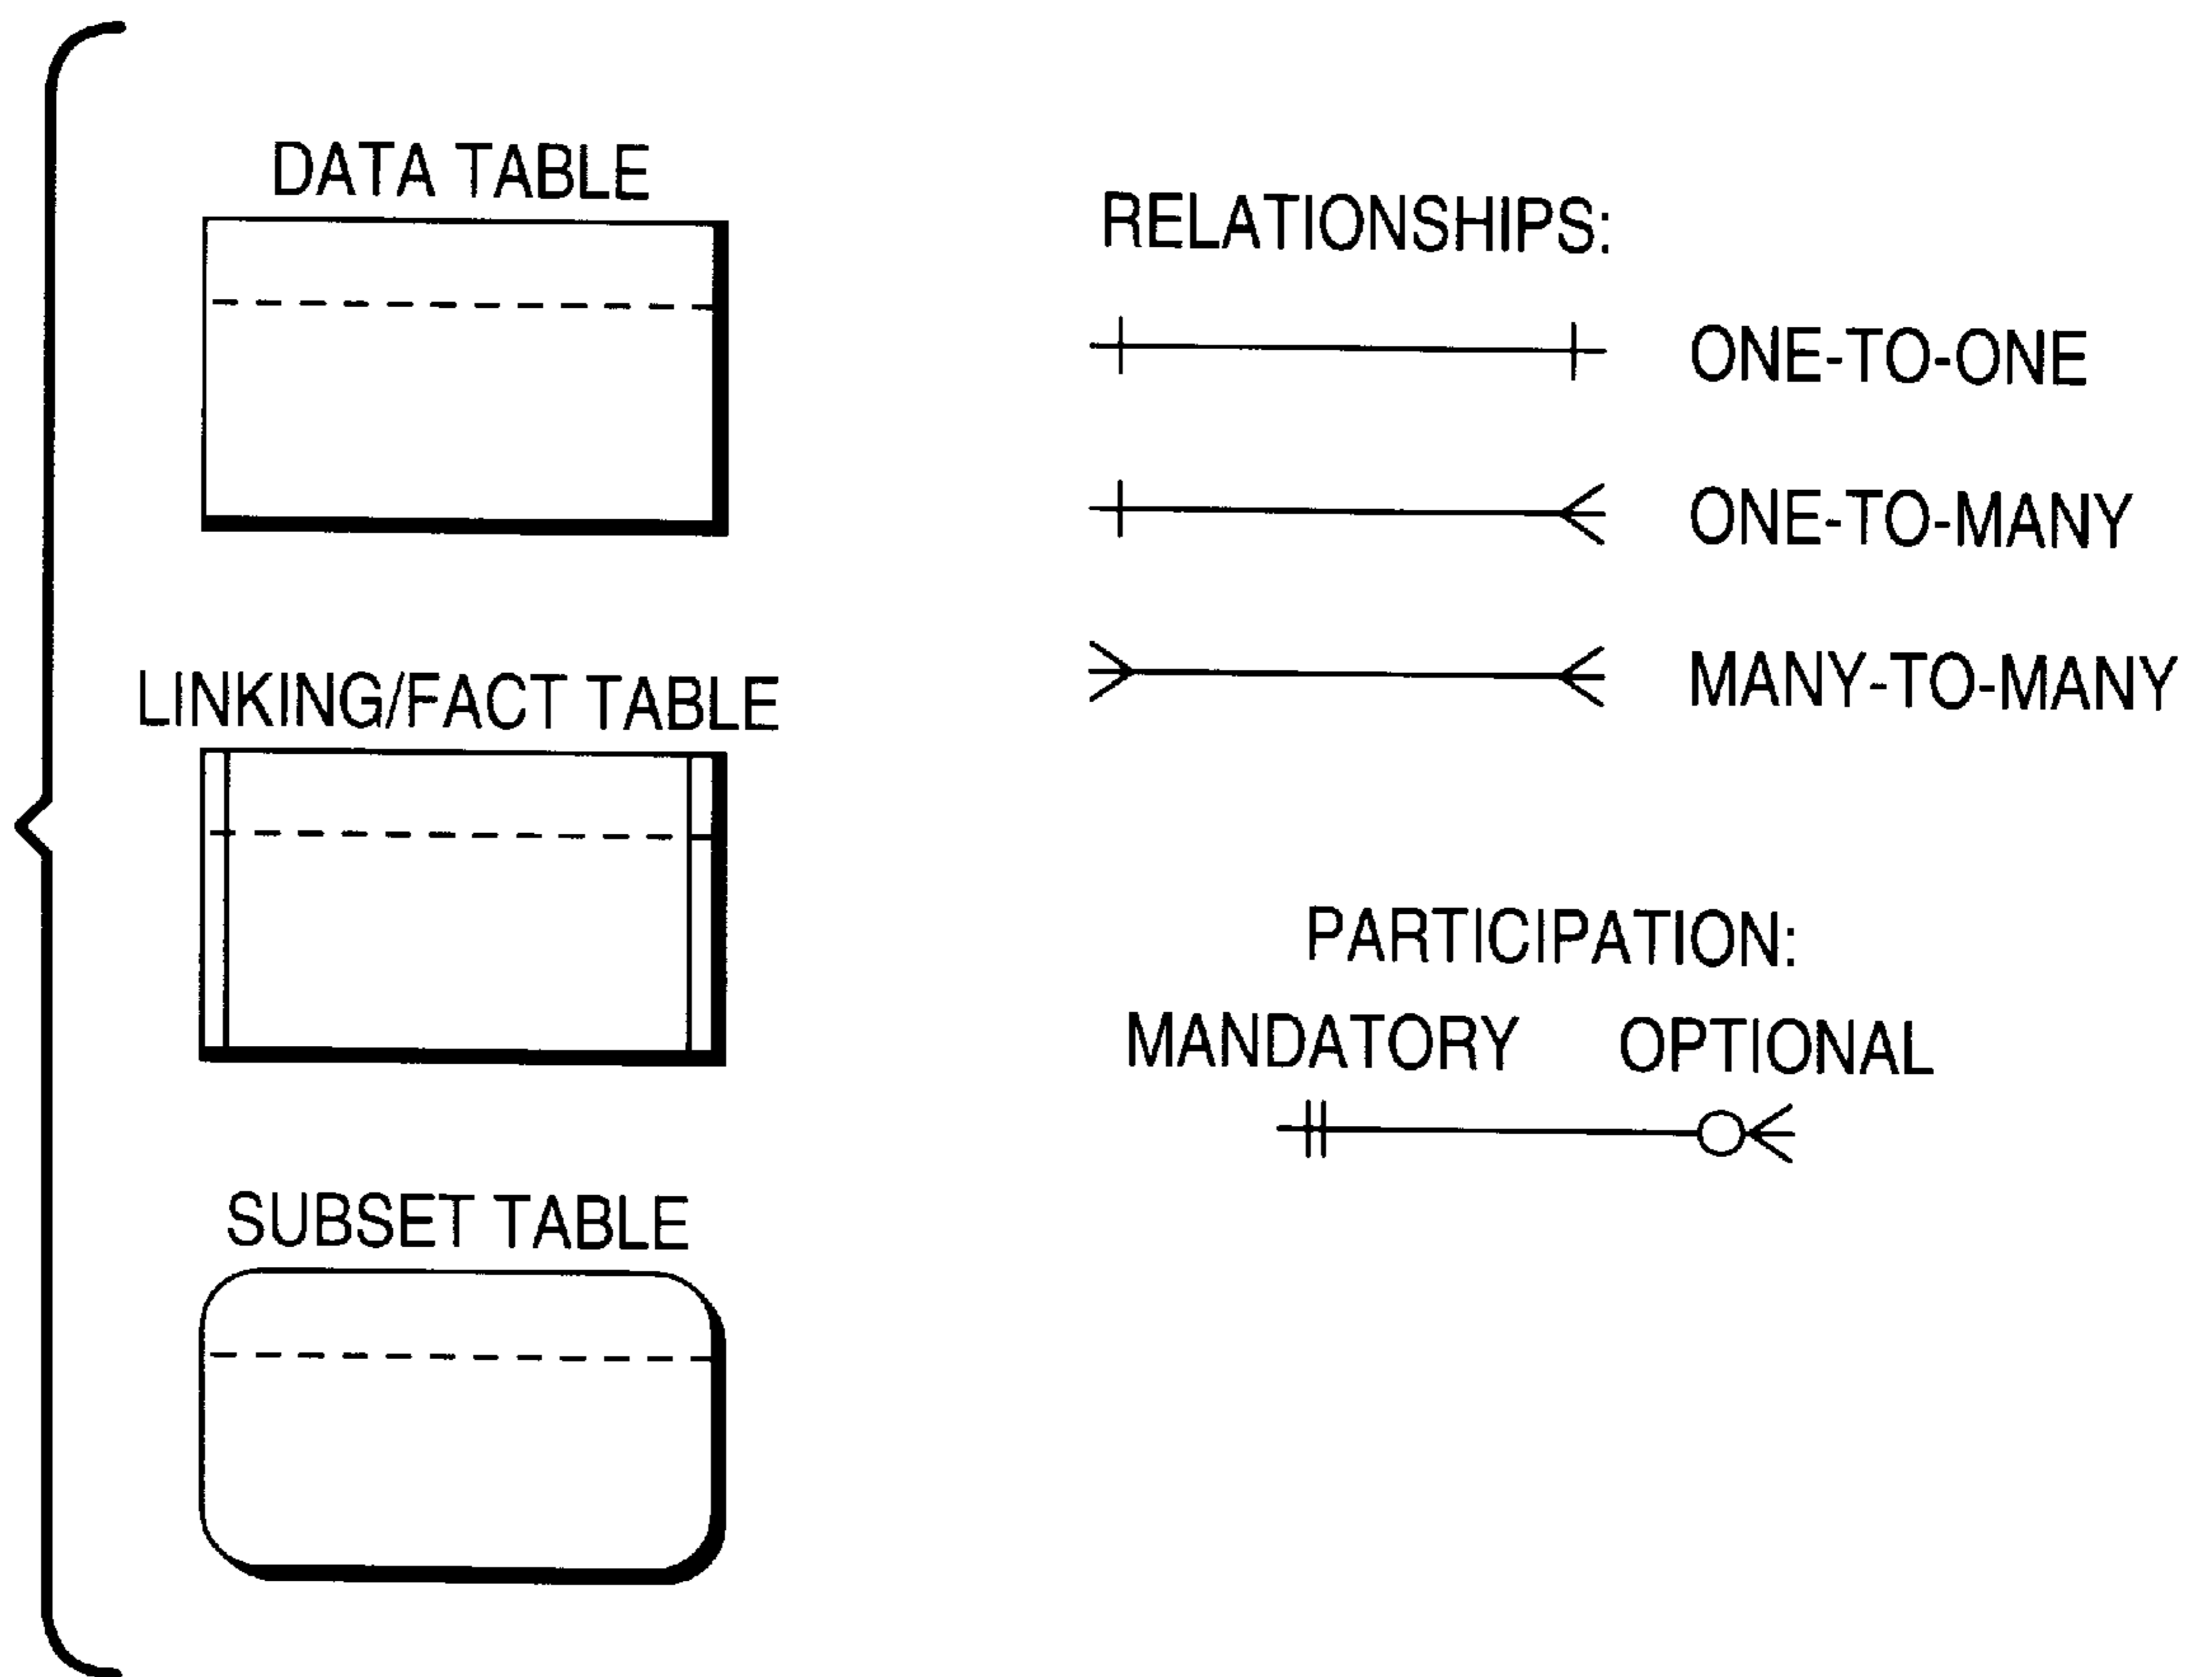 DATA TABLE
LINKING/FACT TABLE
SUBSET TABLE
RELATIONSHIPS:
ONE-TO-ONE
ONE-TO-MANY
MANY-TO-MANY
PARTICIPATION:
MANDATORY OPTIONAL